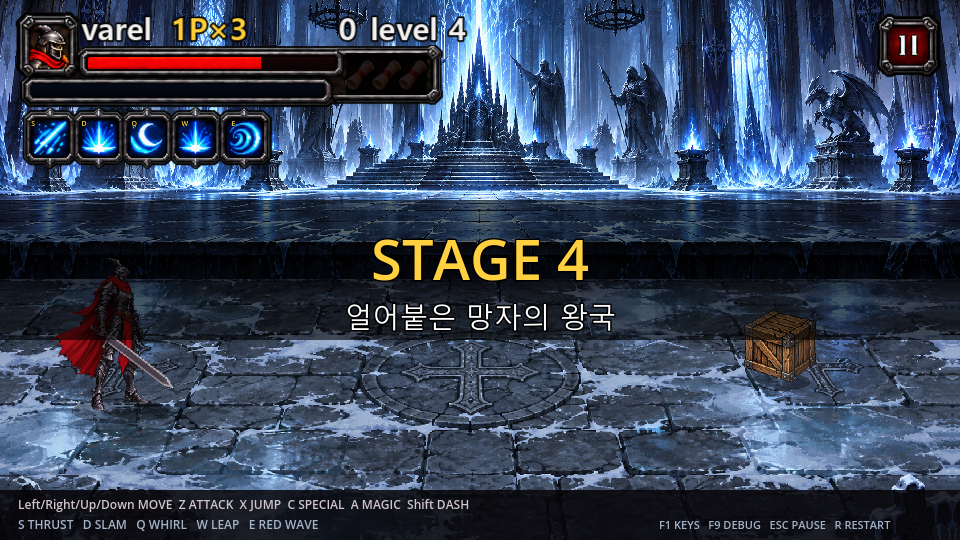 varel 1P×3 0 level 4
S D Q W E
STAGE 4
얼어붙은 망자의 왕국
Left/Right/Up/Down MOVE Z ATTACK X JUMP C SPECIAL A MAGIC Shift DASH
S THRUST D SLAM Q WHIRL W LEAP E RED WAVE
F1 KEYS F9 DEBUG ESC PAUSE R RESTART